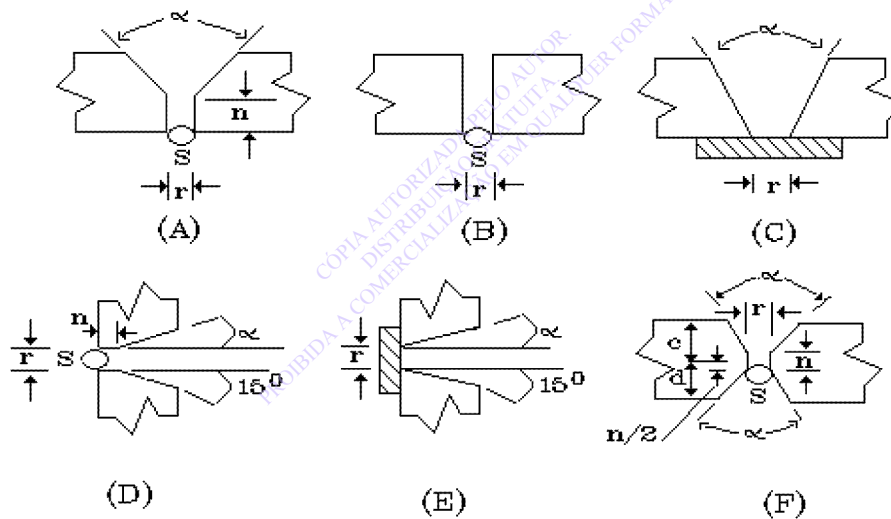 ∝ ∝ ∝
n
S S
r r r
(A) (B) (C)
CÓPIA AUTORIZADA PELO AUTOR.
DISTRIBUIÇÃO GRATUITA.
PROIBIDA A COMERCIALIZAÇÃO EM QUALQUER FORMA
n ∝ ∝ ∝ r
r S r c n
15⁰ 15⁰ d S
n/2 ∝
(D) (E) (F)